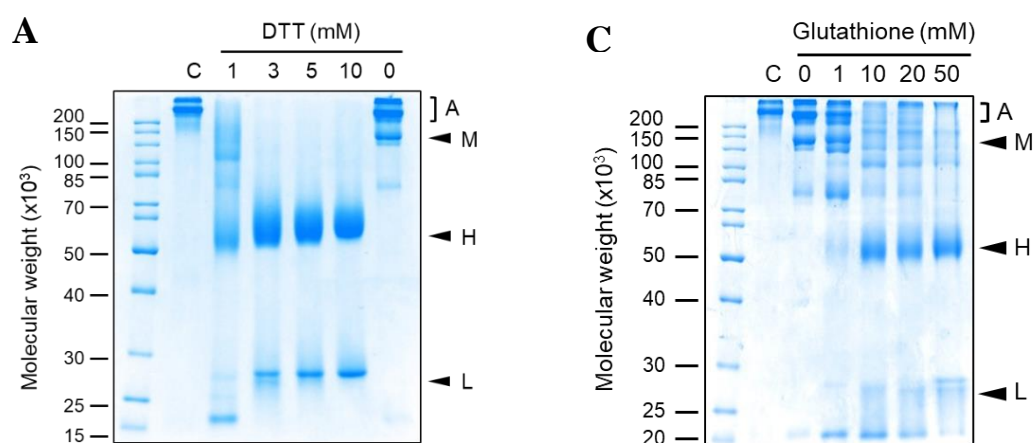 A
DTT (mM)
C 1 3 5 10 0
Molecular weight (x10³)
200
150
100
85
70
50
40
30
25
15
A
M
H
L
C
Glutathione (mM)
C 0 1 10 20 50
Molecular weight (x10³)
200
150
100
85
70
50
40
30
25
20
A
M
H
L